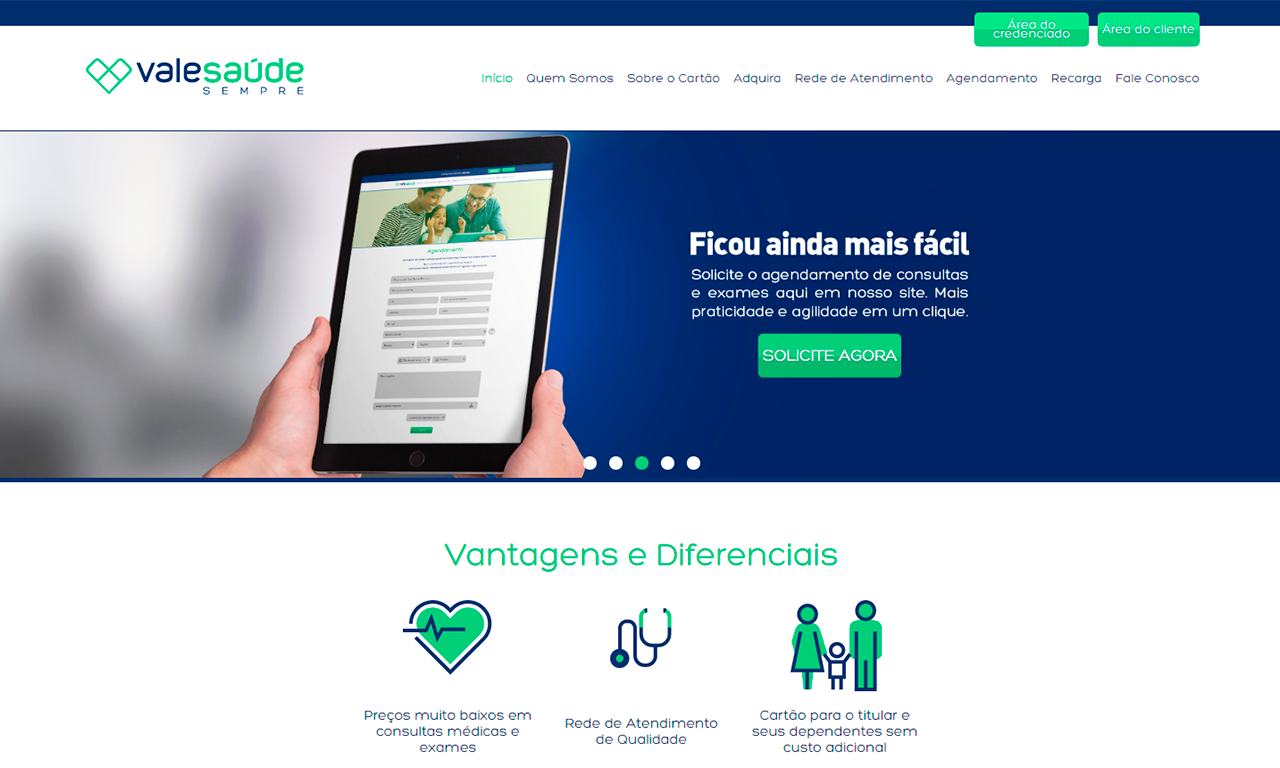 Área do
credenciado
Área do cliente
valesaúde
SEMPRE
Início Quem Somos Sobre o Cartão Adquira Rede de Atendimento Agendamento Recarga Fale Conosco
Agendamento
Ficou ainda mais fácil
Solicite o agendamento de consultas
e exames aqui em nosso site. Mais
praticidade e agilidade em um clique.
SOLICITE AGORA
Vantagens e Diferenciais
Preços muito baixos em
consultas médicas e
exames
Rede de Atendimento
de Qualidade
Cartão para o titular e
seus dependentes sem
custo adicional